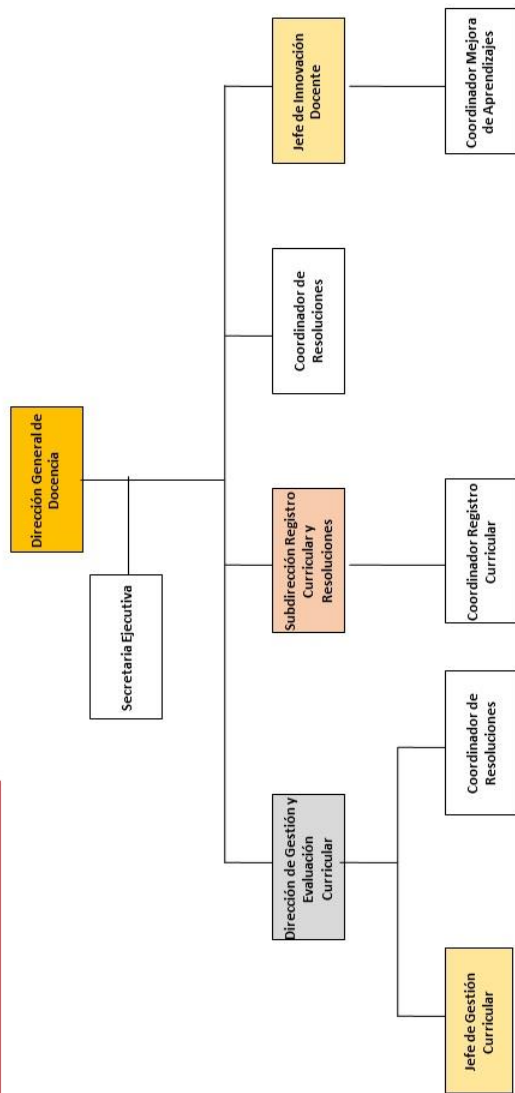 Dirección General de
Docencia
Secretaria Ejecutiva
Dirección de Gestión y
Evaluación
Curricular
Subdirección Registro
Curricular y
Resoluciones
Coordinador de
Resoluciones
Jefe de Innovación
Docente
Jefe de Gestión
Curricular
Coordinador de
Resoluciones
Coordinador Registro
Curricular
Coordinador Mejora
de Aprendizajes